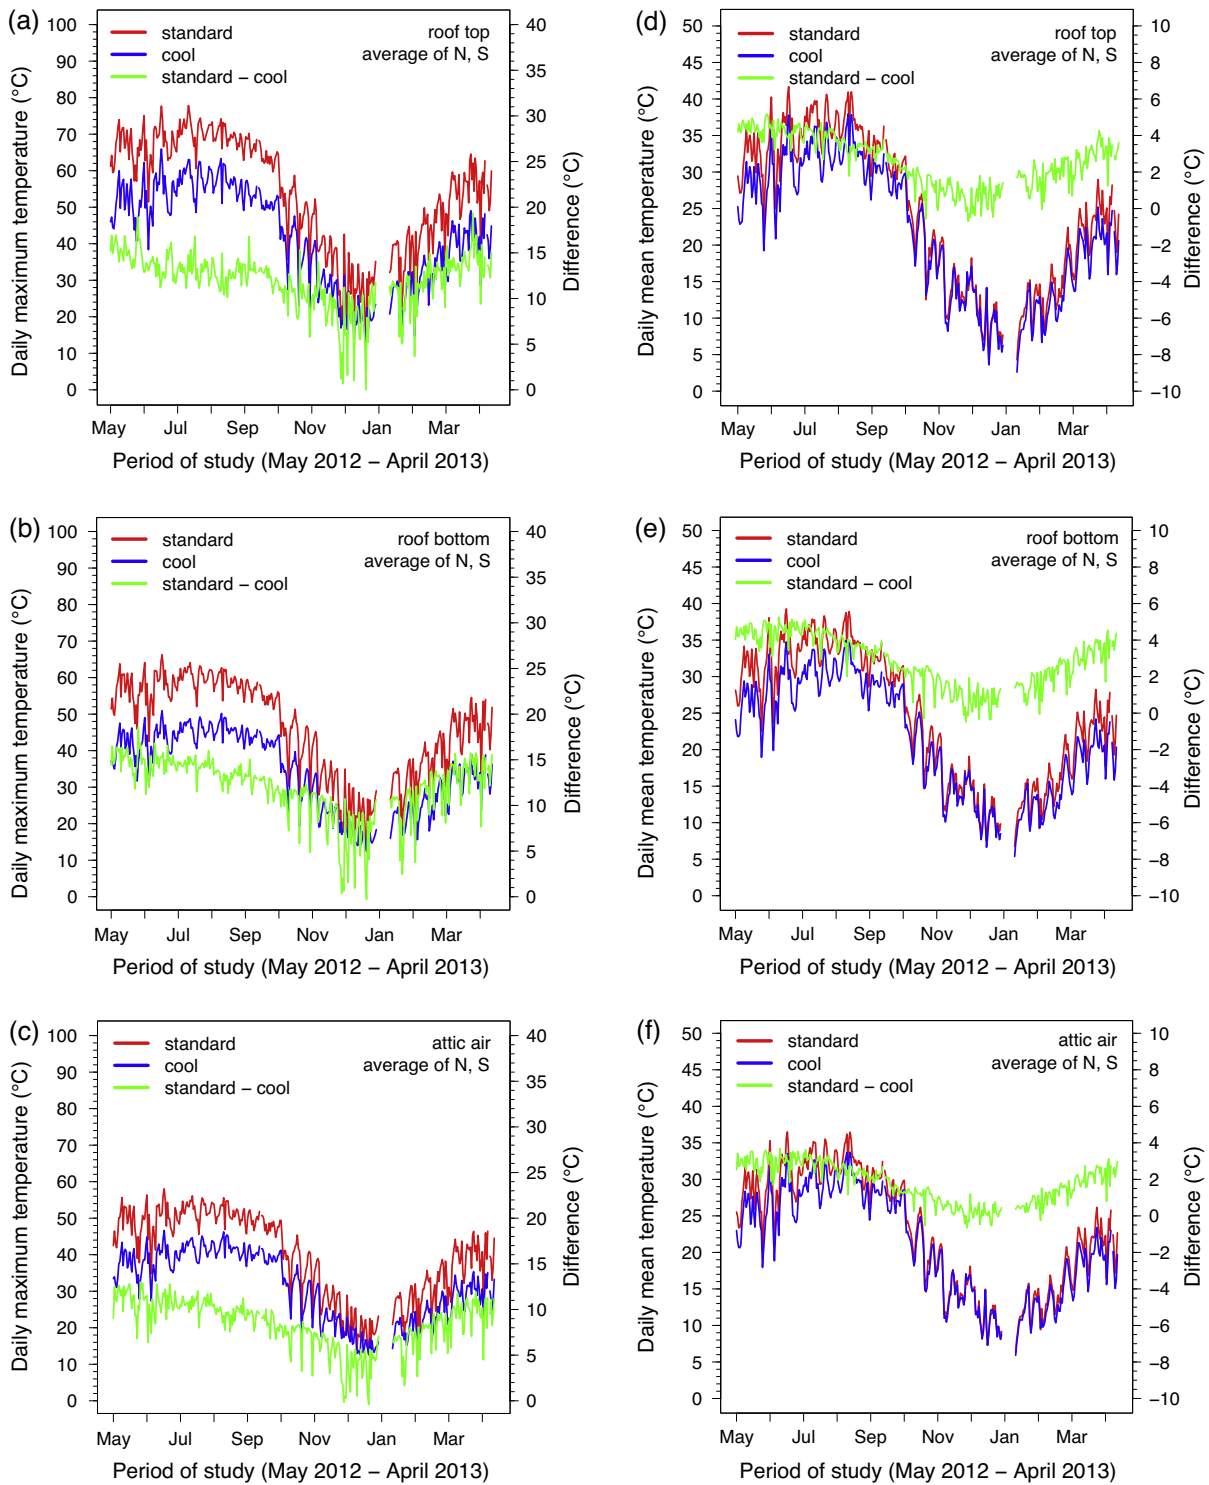 (a)
standard
cool
standard – cool
roof top
average of N, S
100
90
80
70
60
50
40
30
20
10
0
40
35
30
25
20
15
10
5
0
Daily maximum temperature (°C)
Difference (°C)
May Jul Sep Nov Jan Mar
Period of study (May 2012 – April 2013)
(d)
standard
cool
standard – cool
roof top
average of N, S
50
45
40
35
30
25
20
15
10
5
0
10
8
6
4
2
0
−2
−4
−6
−8
−10
Daily mean temperature (°C)
Difference (°C)
May Jul Sep Nov Jan Mar
Period of study (May 2012 – April 2013)
(b)
standard
cool
standard – cool
roof bottom
average of N, S
100
90
80
70
60
50
40
30
20
10
0
40
35
30
25
20
15
10
5
0
Daily maximum temperature (°C)
Difference (°C)
May Jul Sep Nov Jan Mar
Period of study (May 2012 – April 2013)
(e)
standard
cool
standard – cool
roof bottom
average of N, S
50
45
40
35
30
25
20
15
10
5
0
10
8
6
4
2
0
−2
−4
−6
−8
−10
Daily mean temperature (°C)
Difference (°C)
May Jul Sep Nov Jan Mar
Period of study (May 2012 – April 2013)
(c)
standard
cool
standard – cool
attic air
average of N, S
100
90
80
70
60
50
40
30
20
10
0
40
35
30
25
20
15
10
5
0
Daily maximum temperature (°C)
Difference (°C)
May Jul Sep Nov Jan Mar
Period of study (May 2012 – April 2013)
(f)
standard
cool
standard – cool
attic air
average of N, S
50
45
40
35
30
25
20
15
10
5
0
10
8
6
4
2
0
−2
−4
−6
−8
−10
Daily mean temperature (°C)
Difference (°C)
May Jul Sep Nov Jan Mar
Period of study (May 2012 – April 2013)